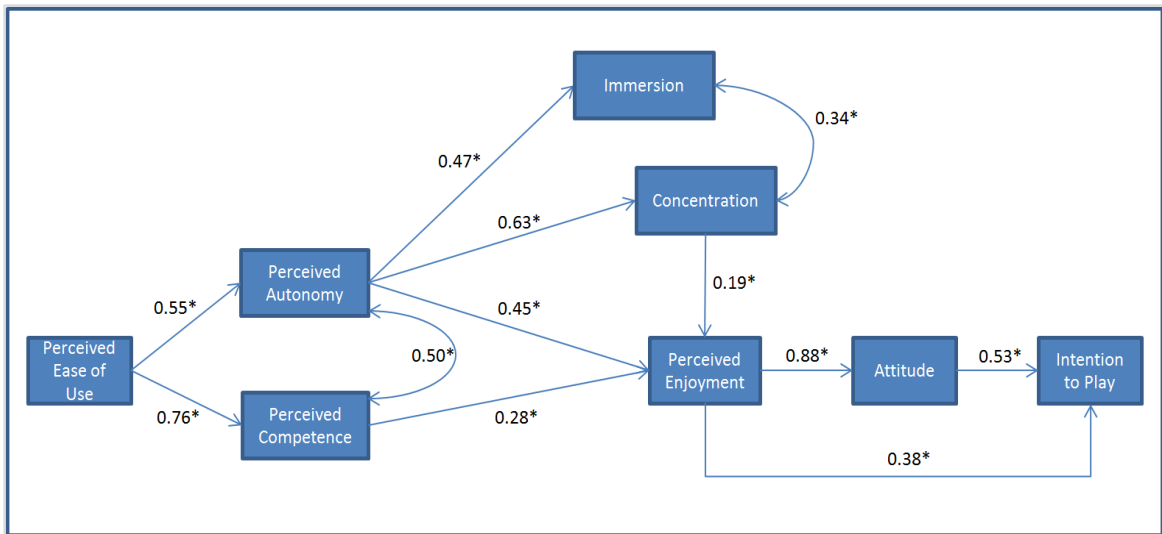 Immersion
0.34*
0.47*
Concentration
0.63*
Perceived
Autonomy
0.55*
0.45*
0.19*
Perceived
Ease of
Use
0.50*
Perceived
Enjoyment
0.88*
Attitude
0.53*
Intention
to Play
0.76*
Perceived
Competence
0.28*
0.38*